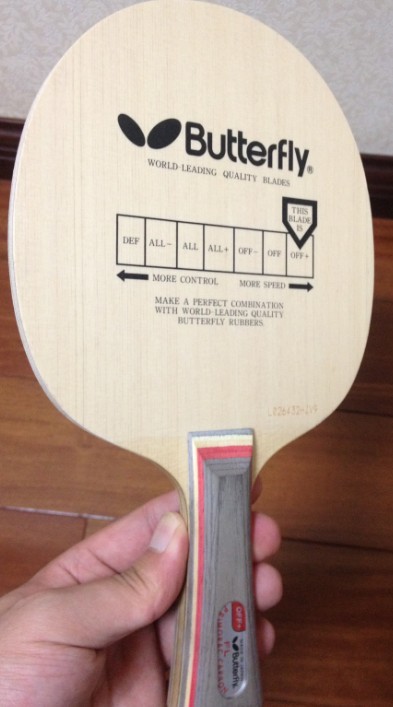 Butterfly®
WORLD-LEADING QUALITY BLADES
THIS
BLADE
IS
DEF ALL− ALL ALL+ OFF− OFF OFF+
MORE CONTROL MORE SPEED
MAKE A PERFECT COMBINATION
WITH WORLD-LEADING QUALITY
BUTTERFLY RUBBERS.
OFF+
Butterfly